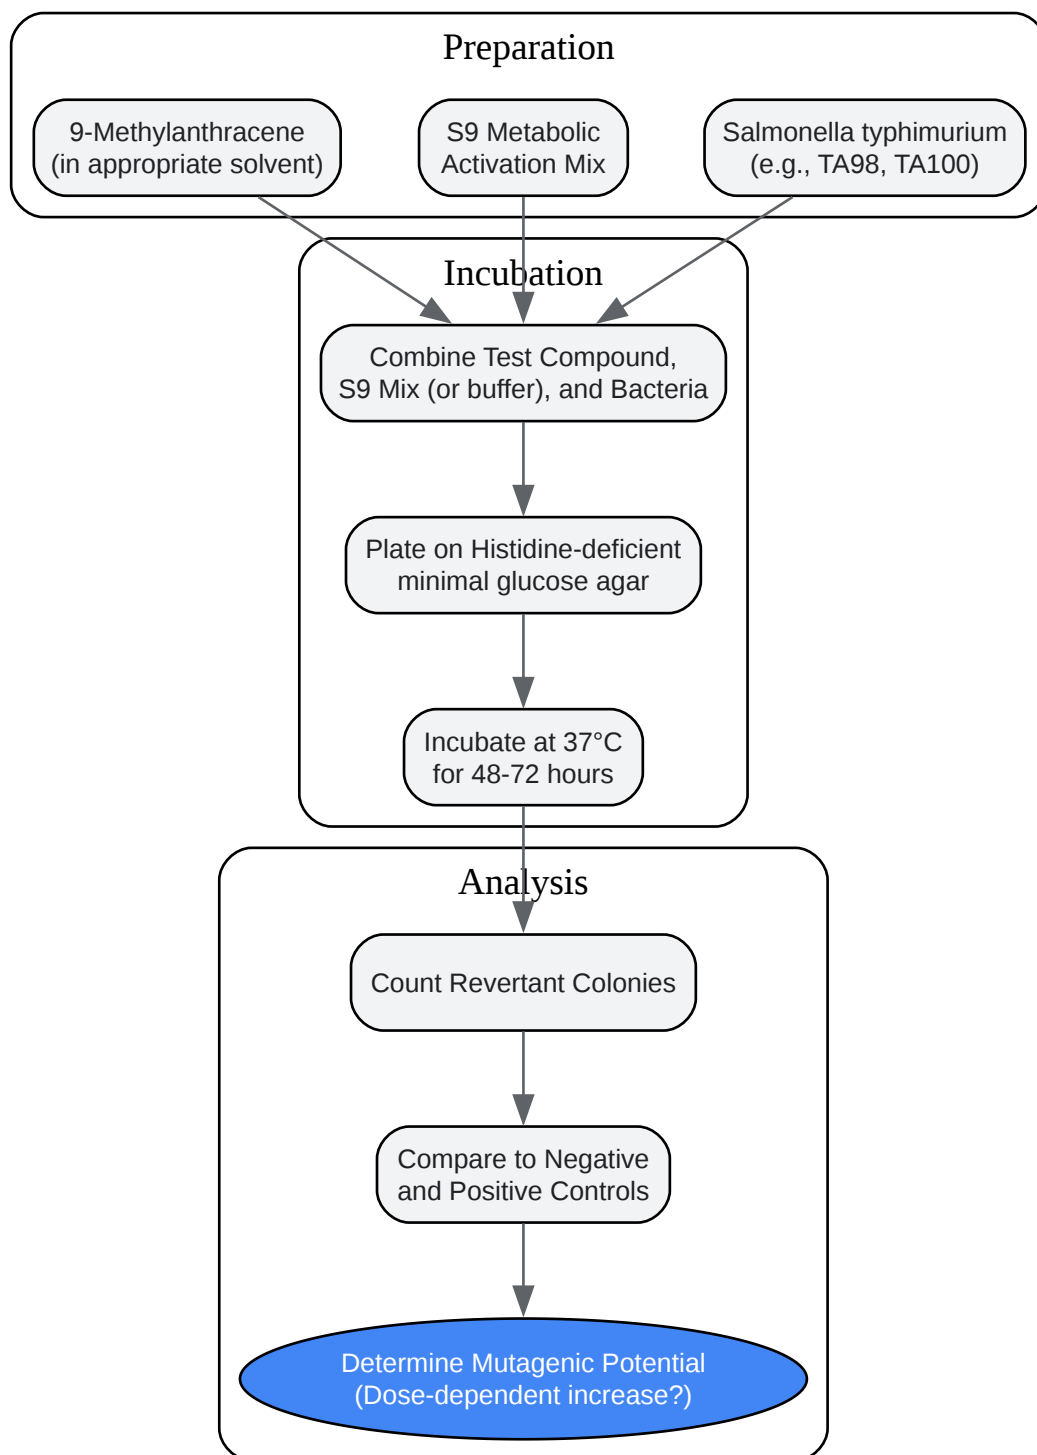 Preparation
9-Methylanthracene
(in appropriate solvent)
S9 Metabolic
Activation Mix
Salmonella typhimurium
(e.g., TA98, TA100)
Incubation
Combine Test Compound,
S9 Mix (or buffer), and Bacteria
Plate on Histidine-deficient
minimal glucose agar
Incubate at 37°C
for 48-72 hours
Analysis
Count Revertant Colonies
Compare to Negative
and Positive Controls
Determine Mutagenic Potential
(Dose-dependent increase?)